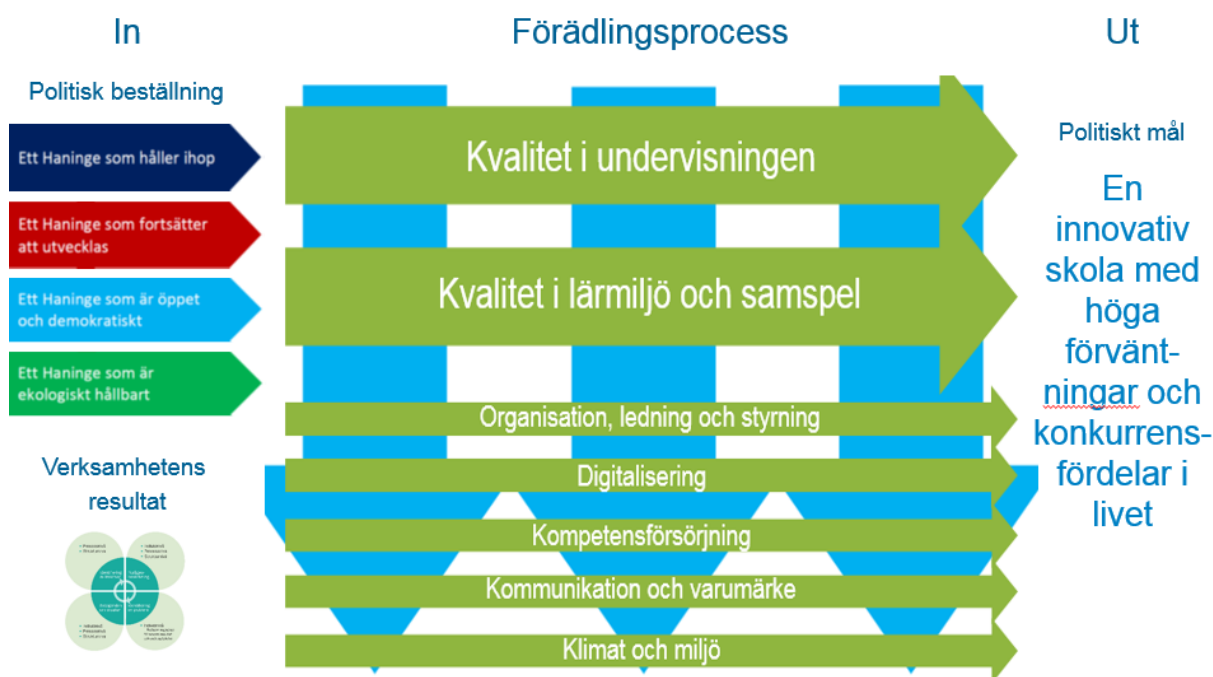 In
Förädlingsprocess
Ut
Politisk beställning
Ett Haninge som håller ihop
Ett Haninge som fortsätter
att utvecklas
Ett Haninge som är öppet
och demokratiskt
Ett Haninge som är
ekologiskt hållbart
Verksamhetens
resultat
Kvalitet i undervisningen
Kvalitet i lärmiljö och samspel
Organisation, ledning och styrning
Digitalisering
Kompetensförsörjning
Kommunikation och varumärke
Klimat och miljö
Politiskt mål
En
innovativ
skola med
höga
förvänt-
ningar och
konkurrens-
fördelar i
livet